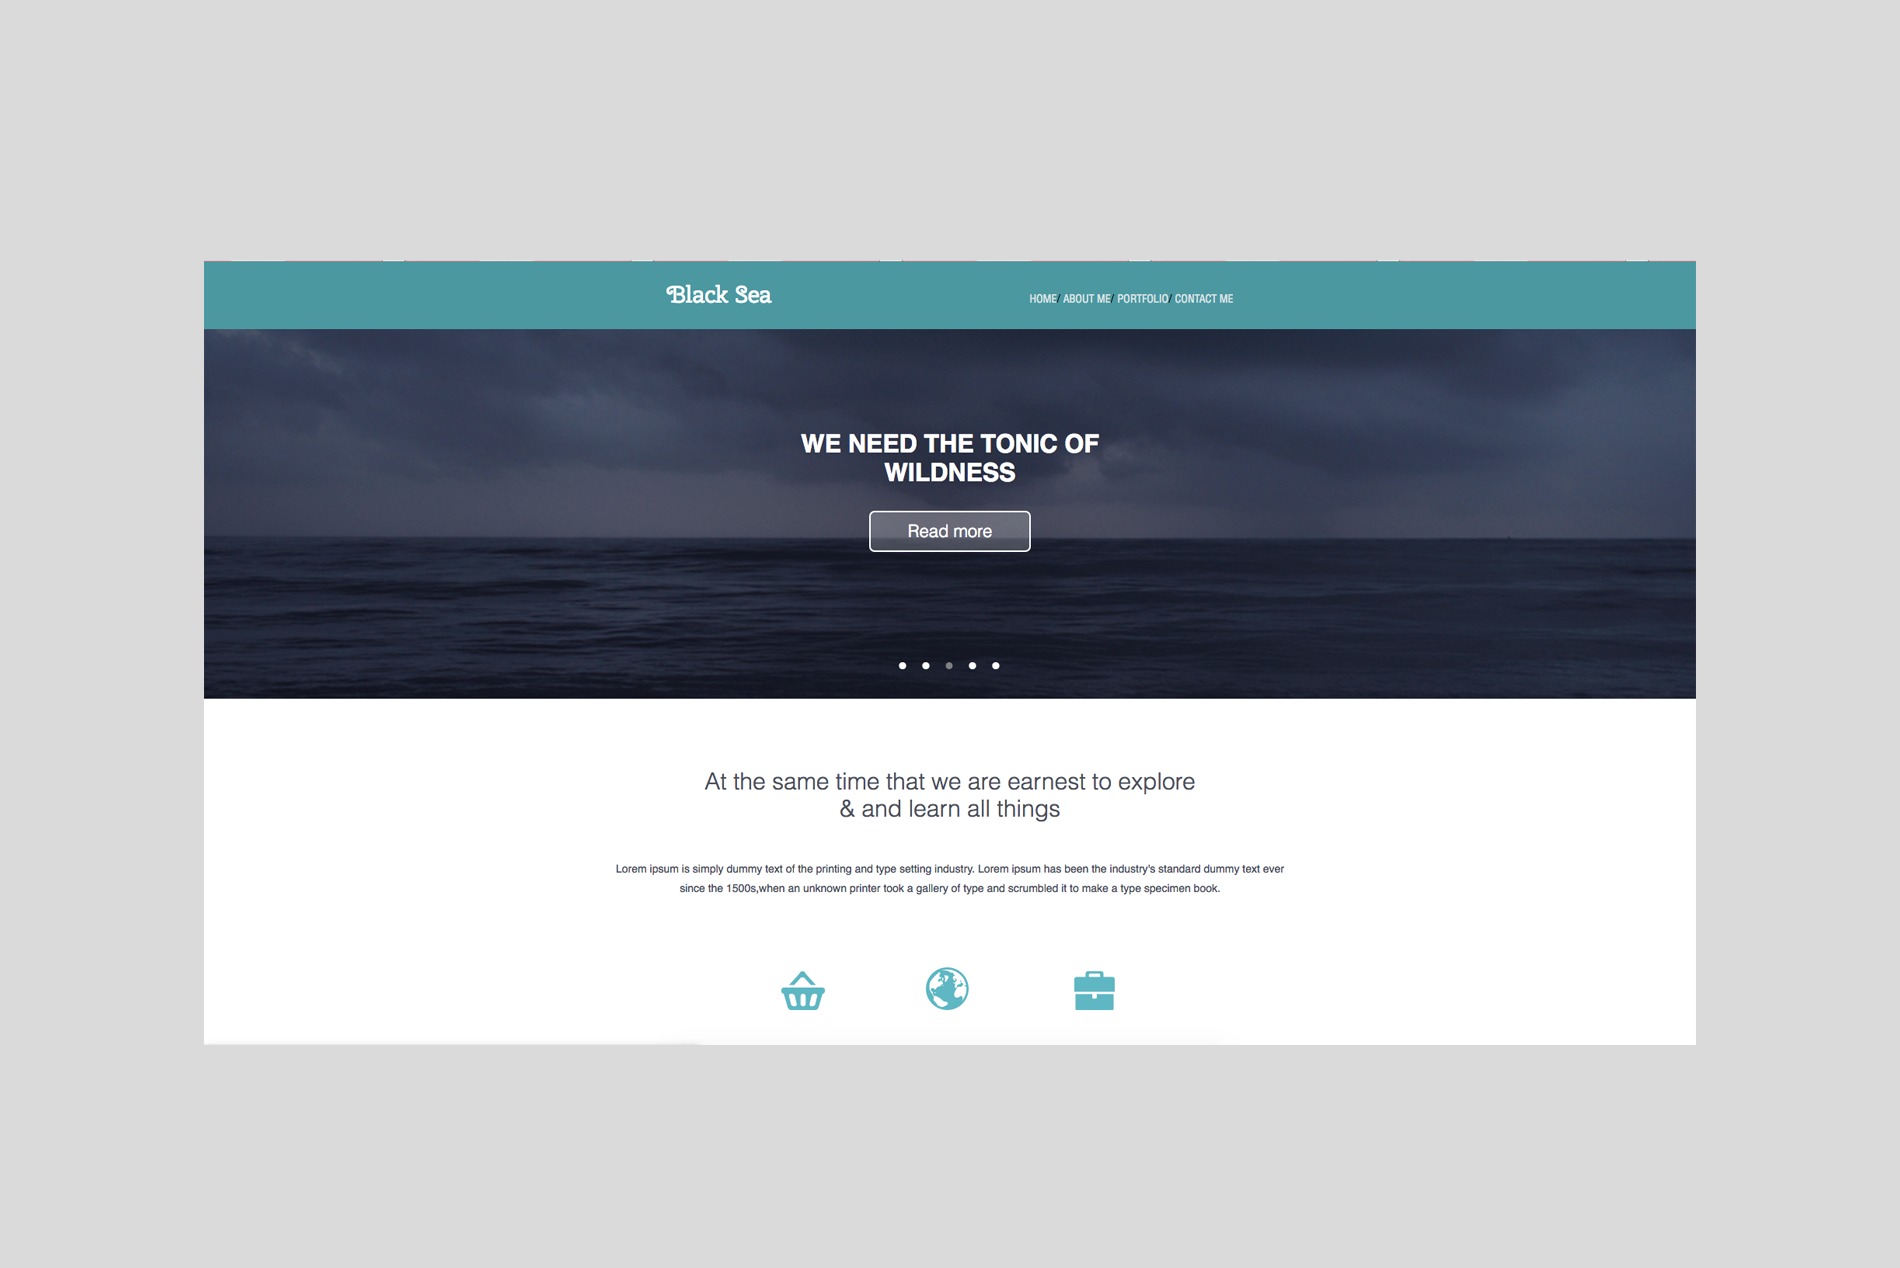 Black Sea
HOME/ ABOUT ME/ PORTFOLIO/ CONTACT ME
WE NEED THE TONIC OF
WILDNESS
Read more
At the same time that we are earnest to explore
& and learn all things
Lorem ipsum is simply dummy text of the printing and type setting industry. Lorem ipsum has been the industry's standard dummy text ever
since the 1500s,when an unknown printer took a gallery of type and scrumbled it to make a type specimen book.